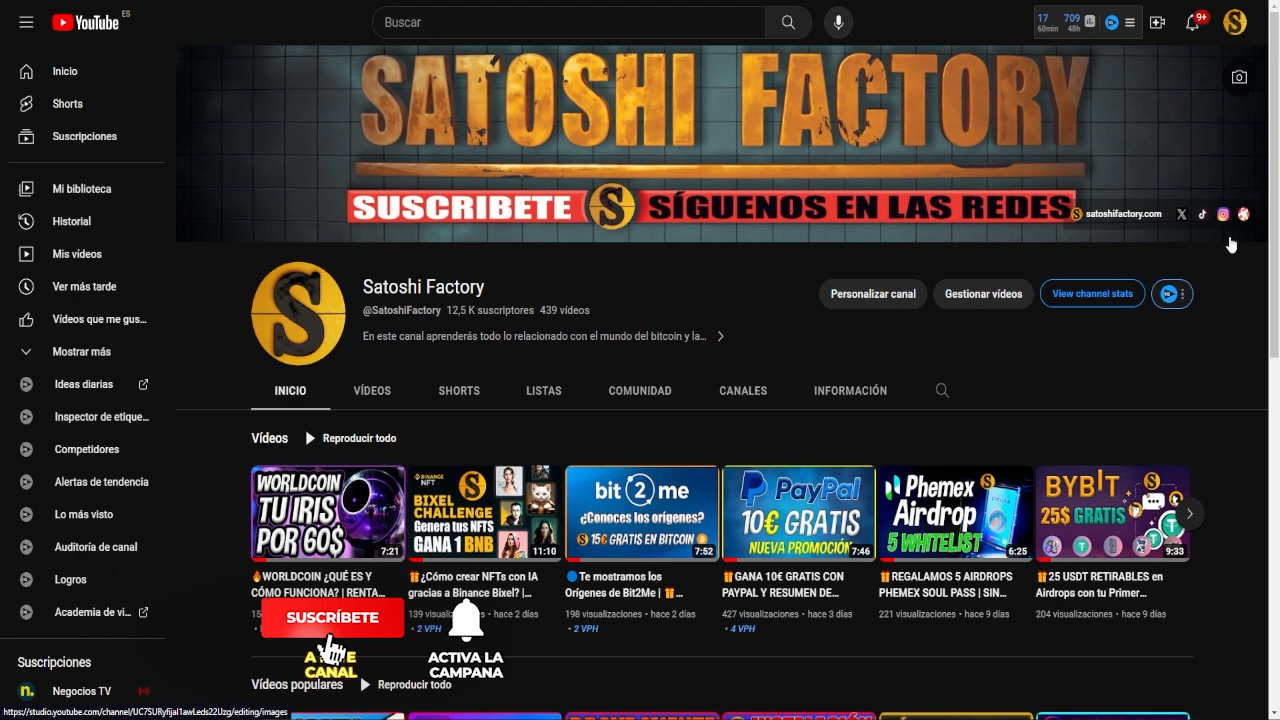 YouTube ES
Buscar
17 709
60min 48h
9+
Inicio
Shorts
Suscripciones
Mi biblioteca
Historial
Mis vídeos
Ver más tarde
Vídeos que me gus...
Mostrar más
Ideas diarias
Inspector de etique...
Competidores
Alertas de tendencia
Lo más visto
Auditoría de canal
Logros
Academia de vi...
Suscripciones
Negocios TV
SATOSHI FACTORY
SUSCRIBETE S SÍGUENOS EN LAS REDES
satoshifactory.com
Satoshi Factory
@SatoshiFactory 12,5 K suscriptores 439 vídeos
En este canal aprenderás todo lo relacionado con el mundo del bitcoin y la...
Personalizar canal
Gestionar vídeos
View channel stats
INICIO VÍDEOS SHORTS LISTAS COMUNIDAD CANALES INFORMACIÓN
Vídeos
Reproducir todo
WORLDCOIN
TU IRIS
POR 60$
7:21
🔥WORLDCOIN ¿QUÉ ES Y
CÓMO FUNCIONA? | RENTA...
BINANCE
NFT
BIXEL
CHALLENGE
Genera tus NFTS
GANA 1 BNB
11:10
🎁¿Cómo crear NFTs con IA
gracias a Binance Bixel? |...
139 visualizaciones • hace 2 días
• 2 VPH
bit2me
¿Conoces los orígenes?
15€ GRATIS EN BITCOIN
7:52
🔵Te mostramos los
Orígenes de Bit2Me | 🎁...
198 visualizaciones • hace 3 días
• 2 VPH
PayPal
10€ GRATIS
NUEVA PROMOCIÓN
7:46
🎁GANA 10€ GRATIS CON
PAYPAL Y RESUMEN DE...
427 visualizaciones • hace 3 días
• 4 VPH
Phemex
Airdrop
5 WHITELIST
6:25
🎁REGALAMOS 5 AIRDROPS
PHEMEX SOUL PASS | SIN...
221 visualizaciones • hace 9 días
BYBIT
25$ GRATIS
9:33
🎁25 USDT RETIRABLES en
Airdrops con tu Primer...
204 visualizaciones • hace 9 días
SUSCRÍBETE
CANAL
ACTIVA LA
CAMPANA
Vídeos populares
Reproducir todo
https://studio.youtube.com/channel/UC7SURyfijaI1awLeds22Uzg/editing/images